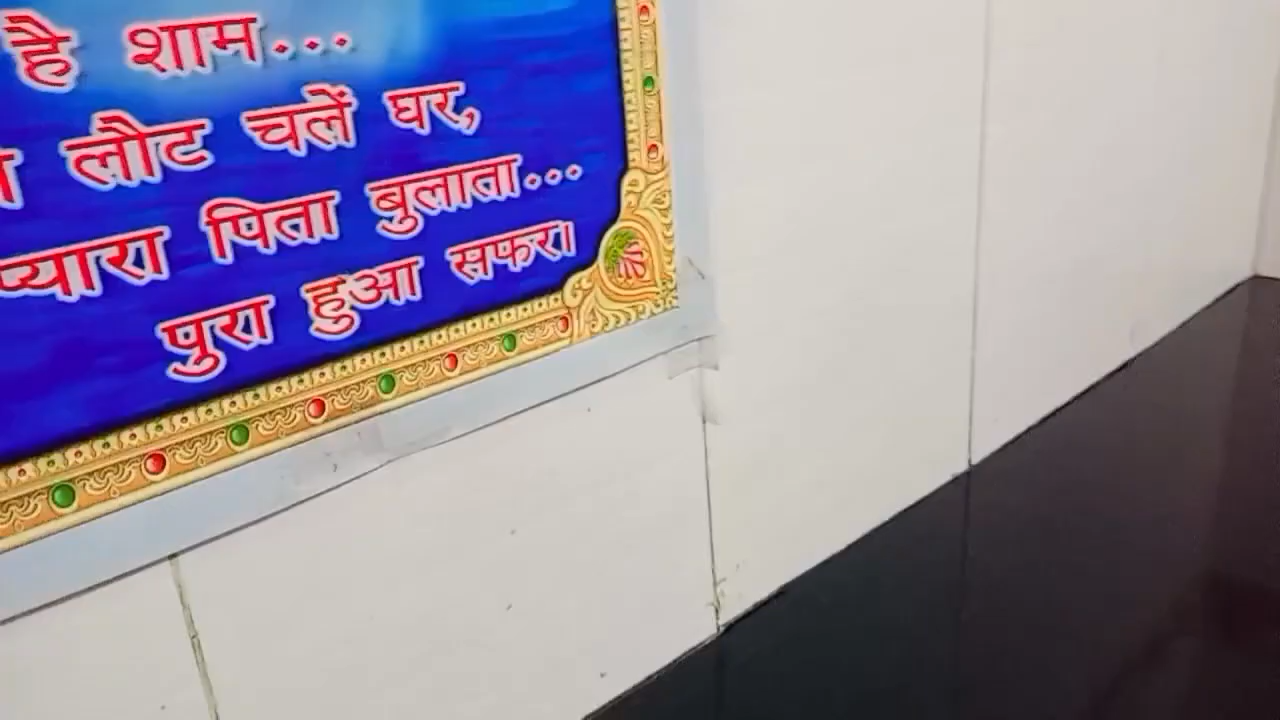 है शाम...
लौट चलें घर,
प्यारा पिता बुलाता...
पुरा हुआ सफर।